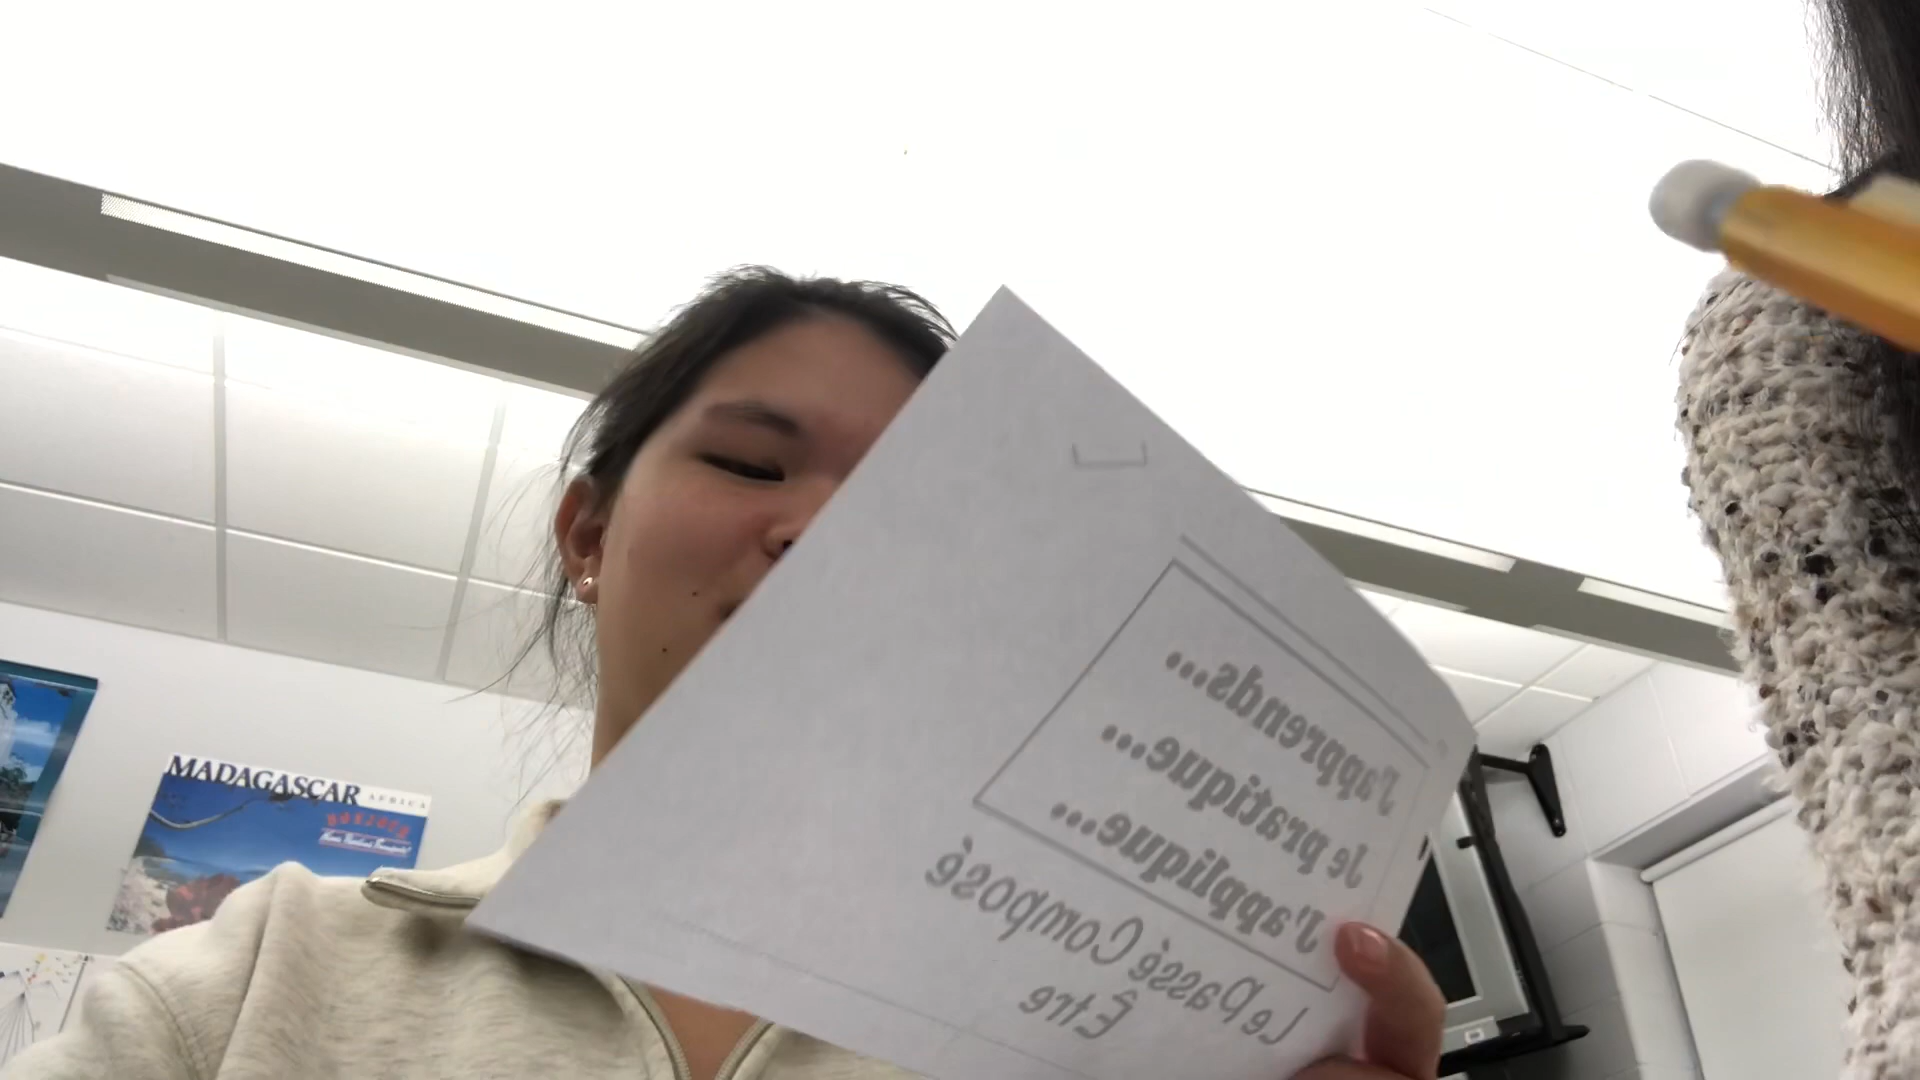 MADAGASCAR AFRICA
J'apprends...
Je pratique...
J'applique...
Le Passé Composé
Être